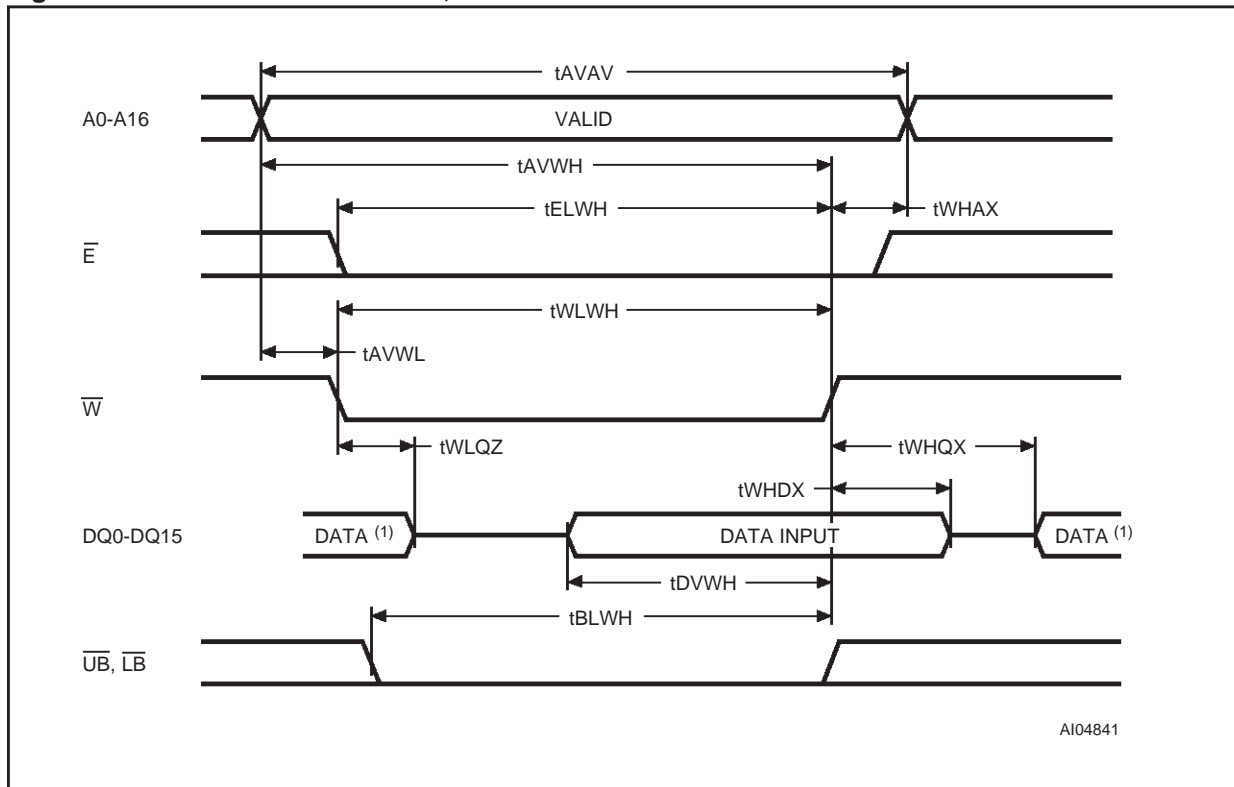 tAVAV
A0-A16
VALID
tAVWH
tELWH
tWHAX
E
tWLWH
tAVWL
W
tWLQZ
tWHQX
tWHDX
DQ0-DQ15
DATA (1)
DATA INPUT
DATA (1)
tDVWH
tBLWH
UB, LB
AI04841